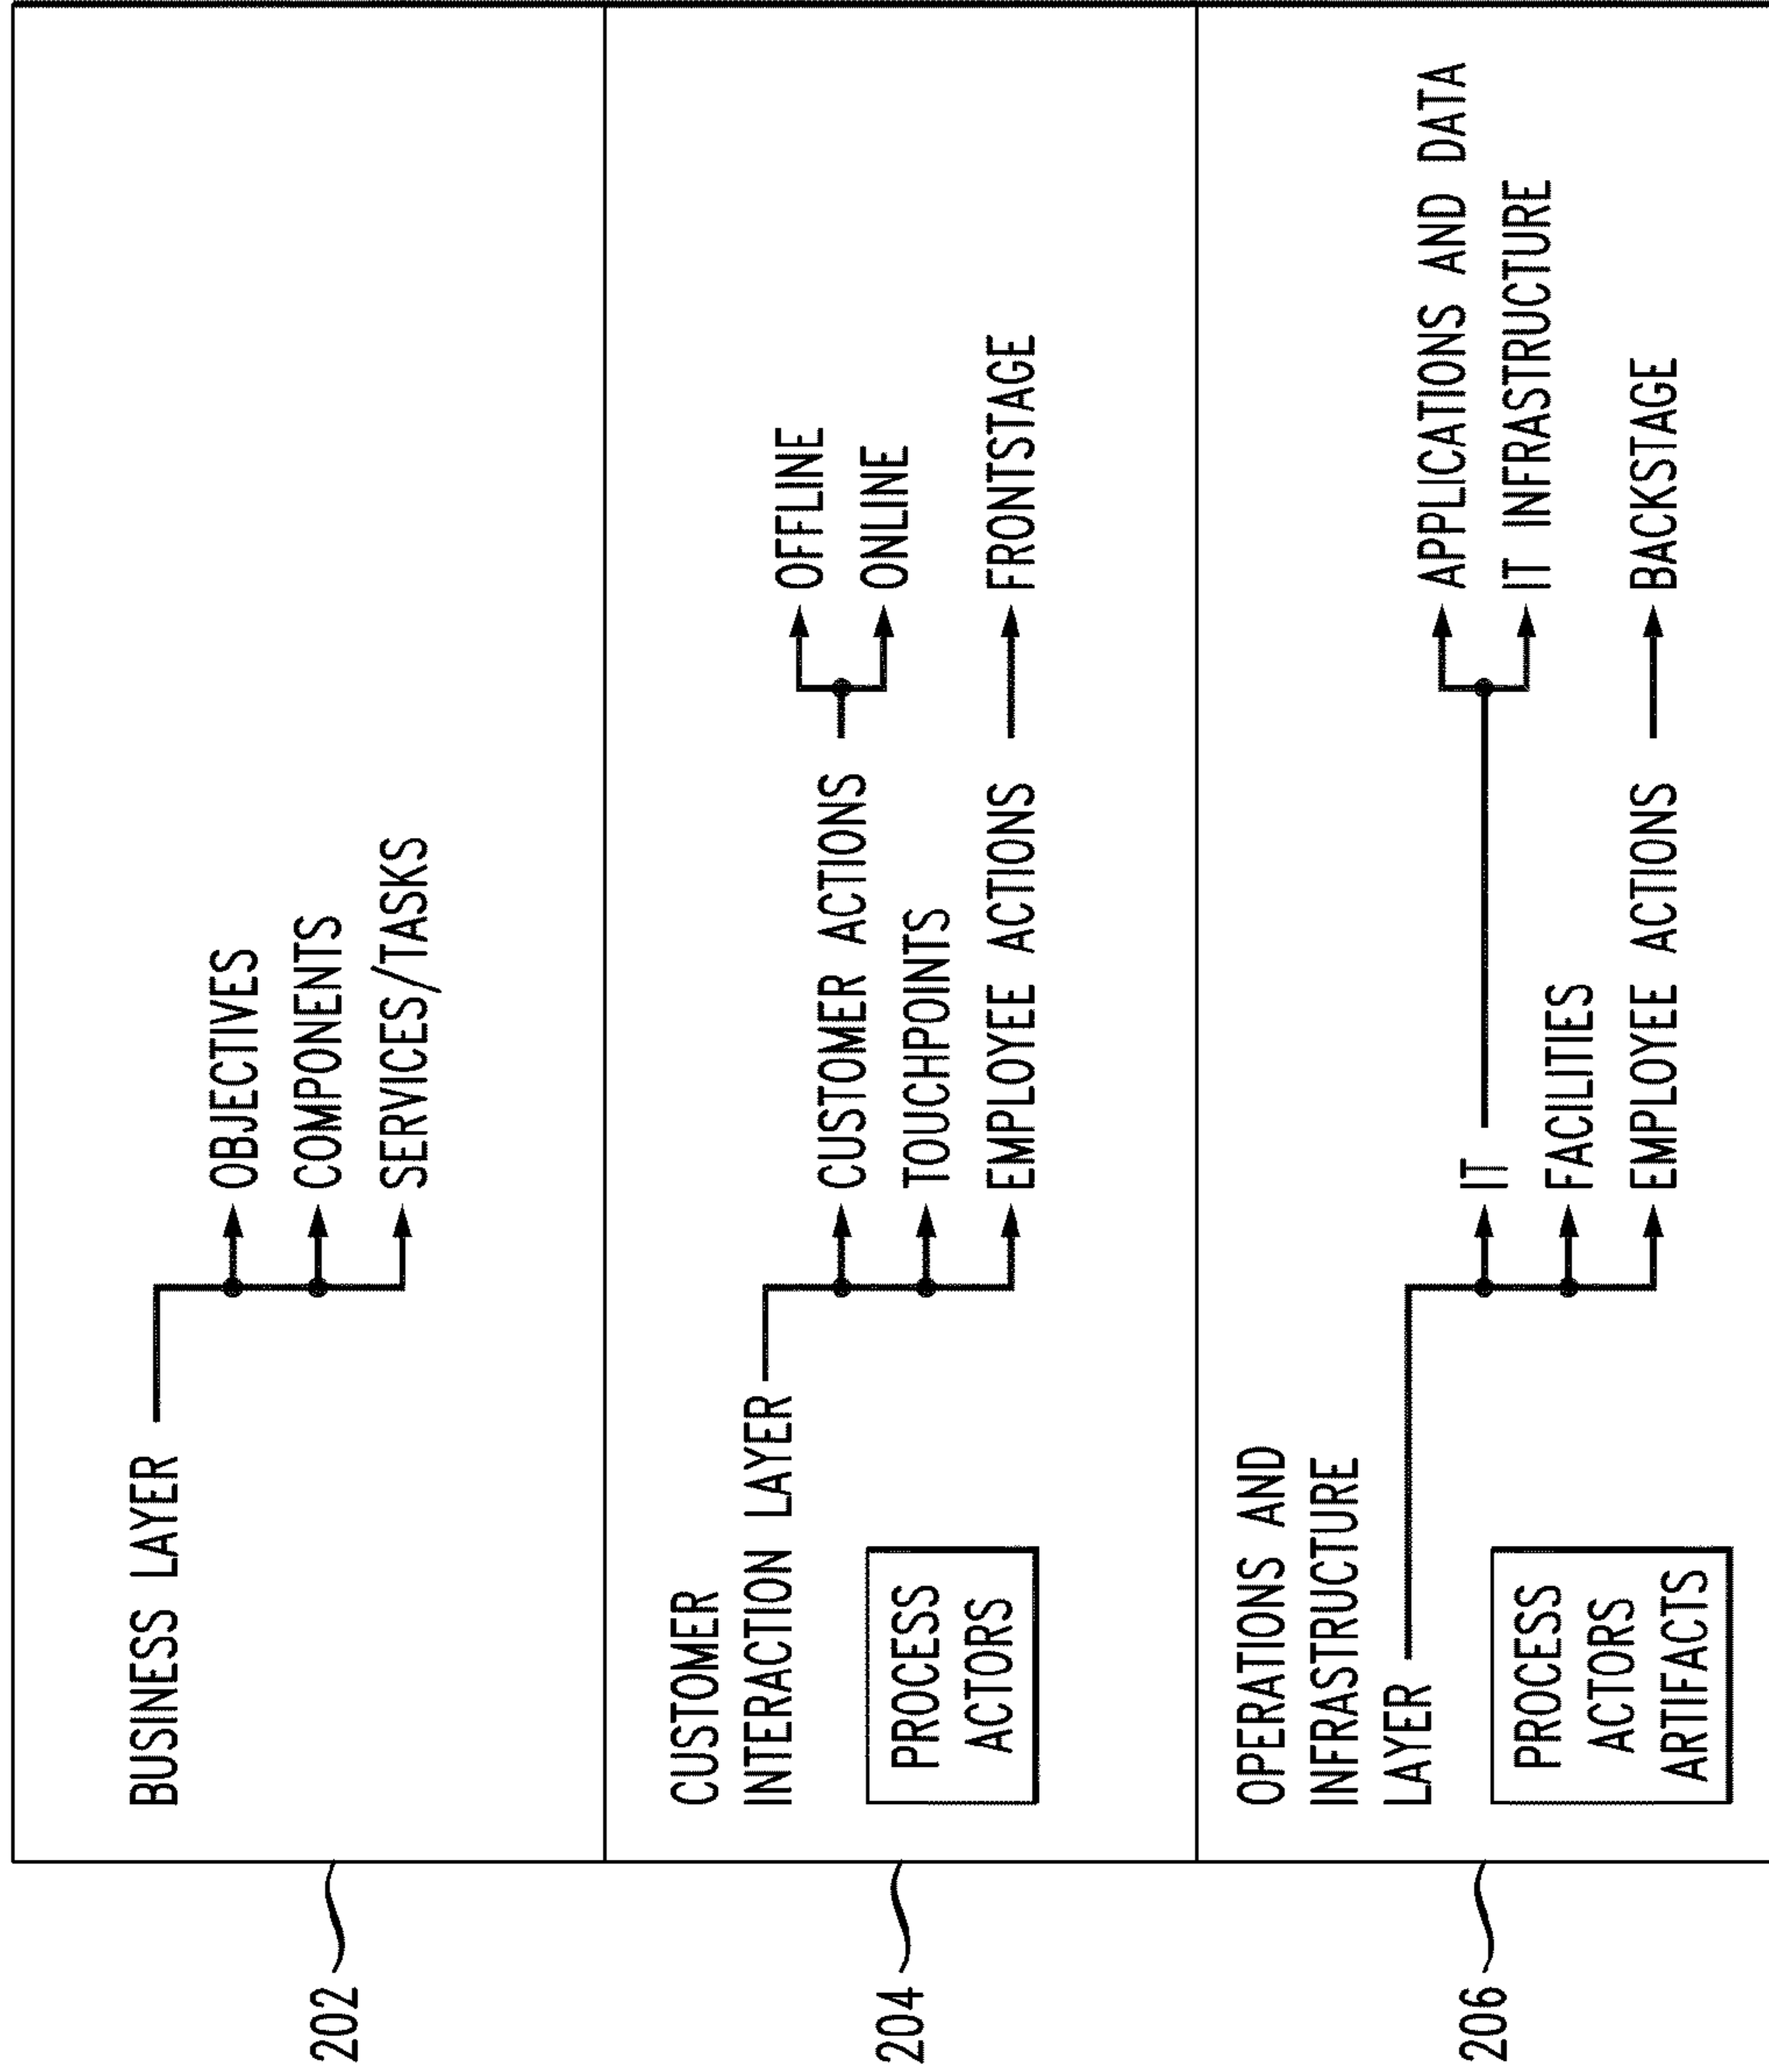 202
BUSINESS LAYER
OBJECTIVES
COMPONENTS
SERVICES/TASKS
204
CUSTOMER
INTERACTION LAYER
PROCESS
ACTORS
CUSTOMER ACTIONS
OFFLINE
ONLINE
TOUCHPOINTS
EMPLOYEE ACTIONS
FRONTSTAGE
206
OPERATIONS AND
INFRASTRUCTURE
LAYER
PROCESS
ACTORS
ARTIFACTS
IT
APPLICATIONS AND DATA
IT INFRASTRUCTURE
FACILITIES
EMPLOYEE ACTIONS
BACKSTAGE